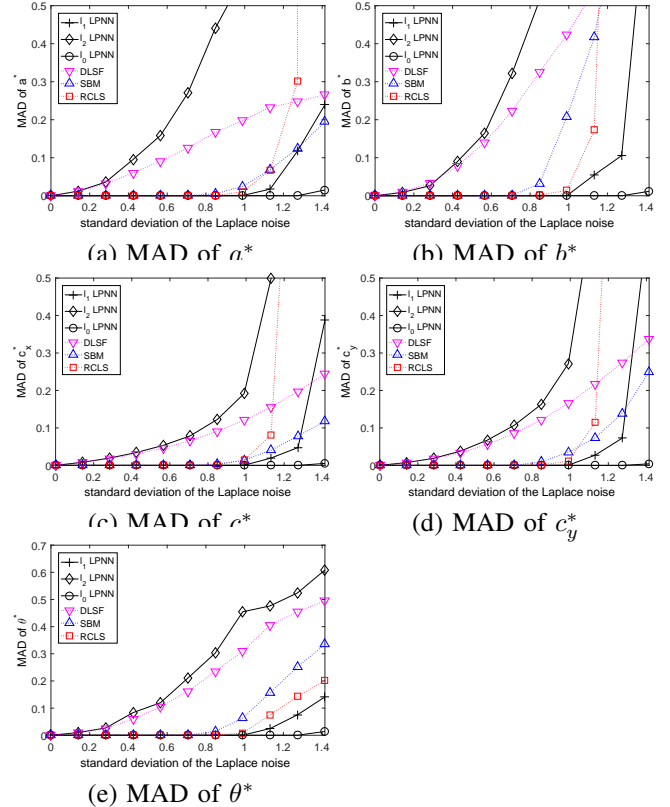 MAD of a*
0.5
0.4
0.3
0.2
0.1
0
l₁ LPNN
l₂ LPNN
l₀ LPNN
DLSF
SBM
RCLS
0 0.2 0.4 0.6 0.8 1 1.2 1.4
standard deviation of the Laplace noise
(a) MAD of a*
MAD of b*
0.5
0.4
0.3
0.2
0.1
0
l₁ LPNN
l₂ LPNN
l₀ LPNN
DLSF
SBM
RCLS
0 0.2 0.4 0.6 0.8 1 1.2 1.4
standard deviation of the Laplace noise
(b) MAD of b*
MAD of c*ₓ
0.5
0.4
0.3
0.2
0.1
0
l₁ LPNN
l₂ LPNN
l₀ LPNN
DLSF
SBM
RCLS
0 0.2 0.4 0.6 0.8 1 1.2 1.4
standard deviation of the Laplace noise
(c) MAD of c*
MAD of c*_y
0.5
0.4
0.3
0.2
0.1
0
l₁ LPNN
l₂ LPNN
l₀ LPNN
DLSF
SBM
RCLS
0 0.2 0.4 0.6 0.8 1 1.2 1.4
standard deviation of the Laplace noise
(d) MAD of c*_y
MAD of θ*
0.7
0.6
0.5
0.4
0.3
0.2
0.1
0
l₁ LPNN
l₂ LPNN
l₀ LPNN
DLSF
SBM
RCLS
0 0.2 0.4 0.6 0.8 1 1.2 1.4
standard deviation of the Laplace noise
(e) MAD of θ*